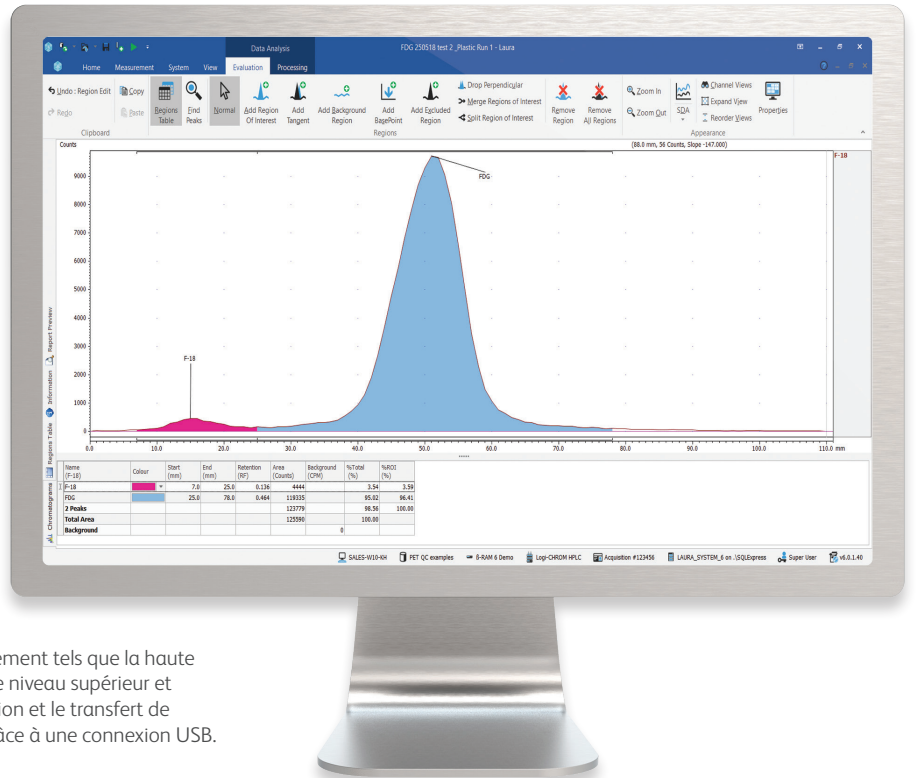 Data Analysis
FDG 250518 test 2 _Plastic Run 1 - Laura
Home Measurement System View Evaluation Processing
Undo : Region Edit
Redo
Copy
Paste
Clipboard
Regions Table
Find Peaks
Normal
Add Region Of Interest
Add Tangent
Add Background Region
Add BasePoint
Add Excluded Region
Drop Perpendicular
Merge Regions of Interest
Split Region of Interest
Remove Region
Remove All Regions
Regions
Zoom In
Zoom Out
SDA
Channel Views
Expand View
Reorder Views
Properties
Appearance
Counts
(88.0 mm, 56 Counts, Slope -147.000)
F-18
9000
8000
7000
6000
5000
4000
3000
2000
1000
0
FDG
F-18
0.0 10.0 20.0 30.0 40.0 50.0 60.0 70.0 80.0 90.0 100.0 110.0 mm
Report Preview
Information
Regions Table
Chromatograms
Name (F-18) Colour Start (mm) End (mm) Retention (RF) Area (Counts) Background (CPM) %Total (%) %ROI (%)
F-18 7.0 25.0 0.136 4444 3.54 3.59
FDG 25.0 78.0 0.464 119335 95.02 96.41
2 Peaks 123779 98.56 100.00
Total Area 125590 100.00
Background 0
SALES-W10-KH PET QC examples ß-RAM 6 Demo Logi-CHROM HPLC Acquisition #123456 LAURA_SYSTEM_6 on .\SQLExpress Super User v6.0.1.40
ement tels que la haute
e niveau supérieur et
ion et le transfert de
âce à une connexion USB.